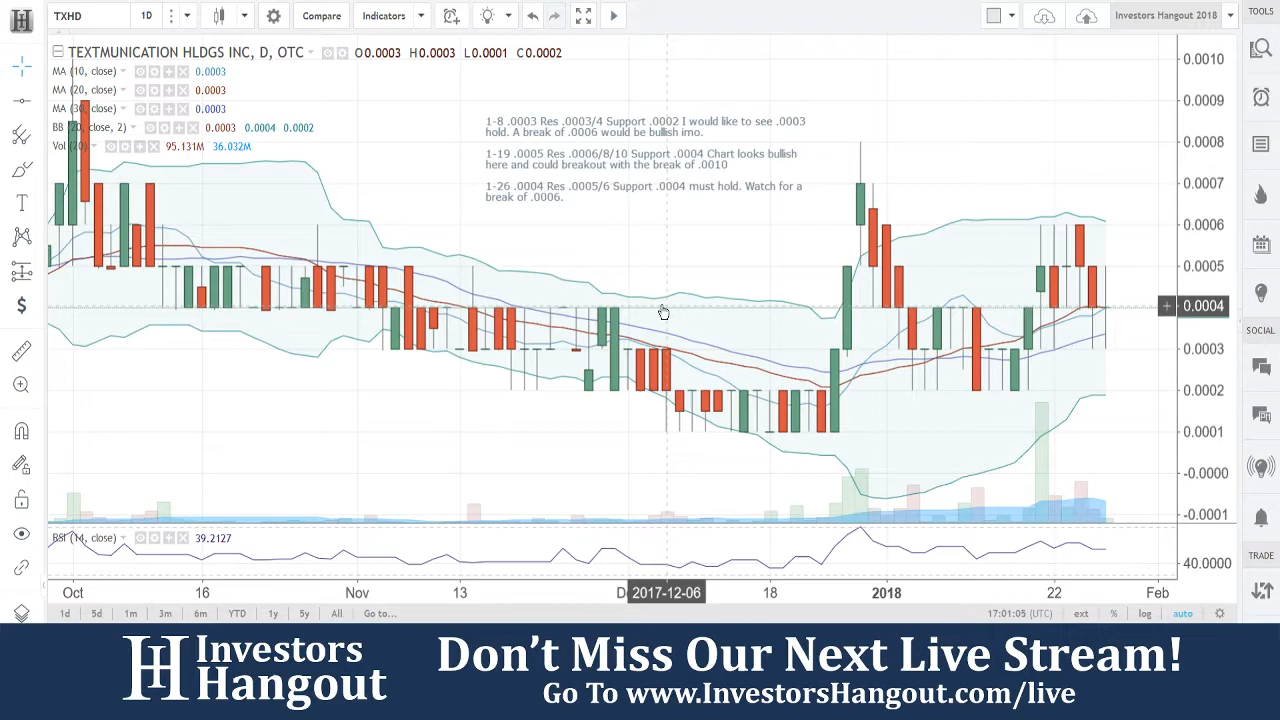 TXHD 1D Compare Indicators Investors Hangout 2018 TOOLS
TEXTMUNICATION HLDGS INC, D, OTC O0.0003 H0.0003 L0.0001 C0.0002
MA (10, close) 0.0003
MA (20, close) 0.0003
MA (30, close) 0.0003
BB (20, close, 2) 0.0003 0.0004 0.0002
Vol (20) 95.131M 36.032M
1-8 .0003 Res .0003/4 Support .0002 I would like to see .0003
hold. A break of .0006 would be bullish imo.
1-19 .0005 Res .0006/8/10 Support .0004 Chart looks bullish
here and could breakout with the break of .0010
1-26 .0004 Res .0005/6 Support .0004 must hold. Watch for a
break of .0006.
0.0010
0.0009
0.0008
0.0007
0.0006
0.0005
0.0004
0.0003
0.0002
0.0001
-0.0000
-0.0001
SOCIAL
RSI (14, close) 39.2127
40.0000
TRADE
Oct 16 Nov 13 2017-12-06 18 2018 22 Feb
1d 5d 1m 3m 6m YTD 1y 5y All Go to... 17:01:05 (UTC) ext % log auto
H Investors Hangout
Don't Miss Our Next Live Stream!
Go To www.InvestorsHangout.com/live